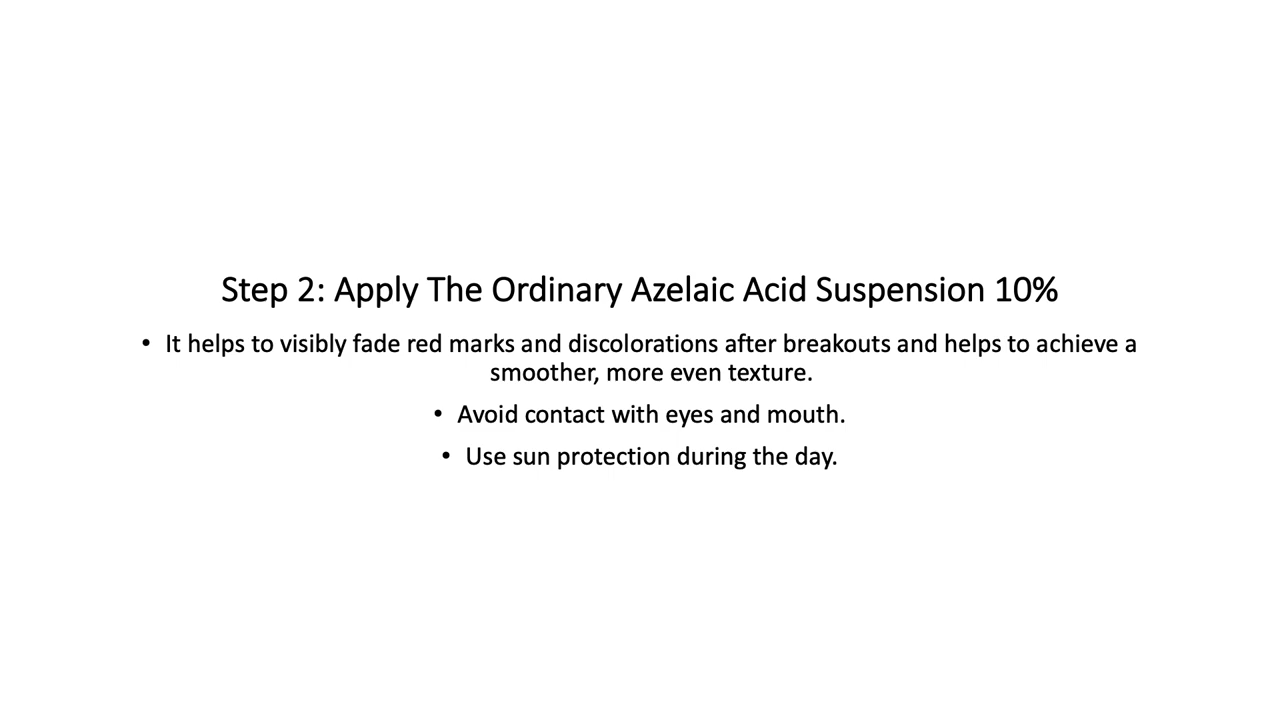 Step 2: Apply The Ordinary Azelaic Acid Suspension 10%
• It helps to visibly fade red marks and discolorations after breakouts and helps to achieve a
smoother, more even texture.
• Avoid contact with eyes and mouth.
• Use sun protection during the day.